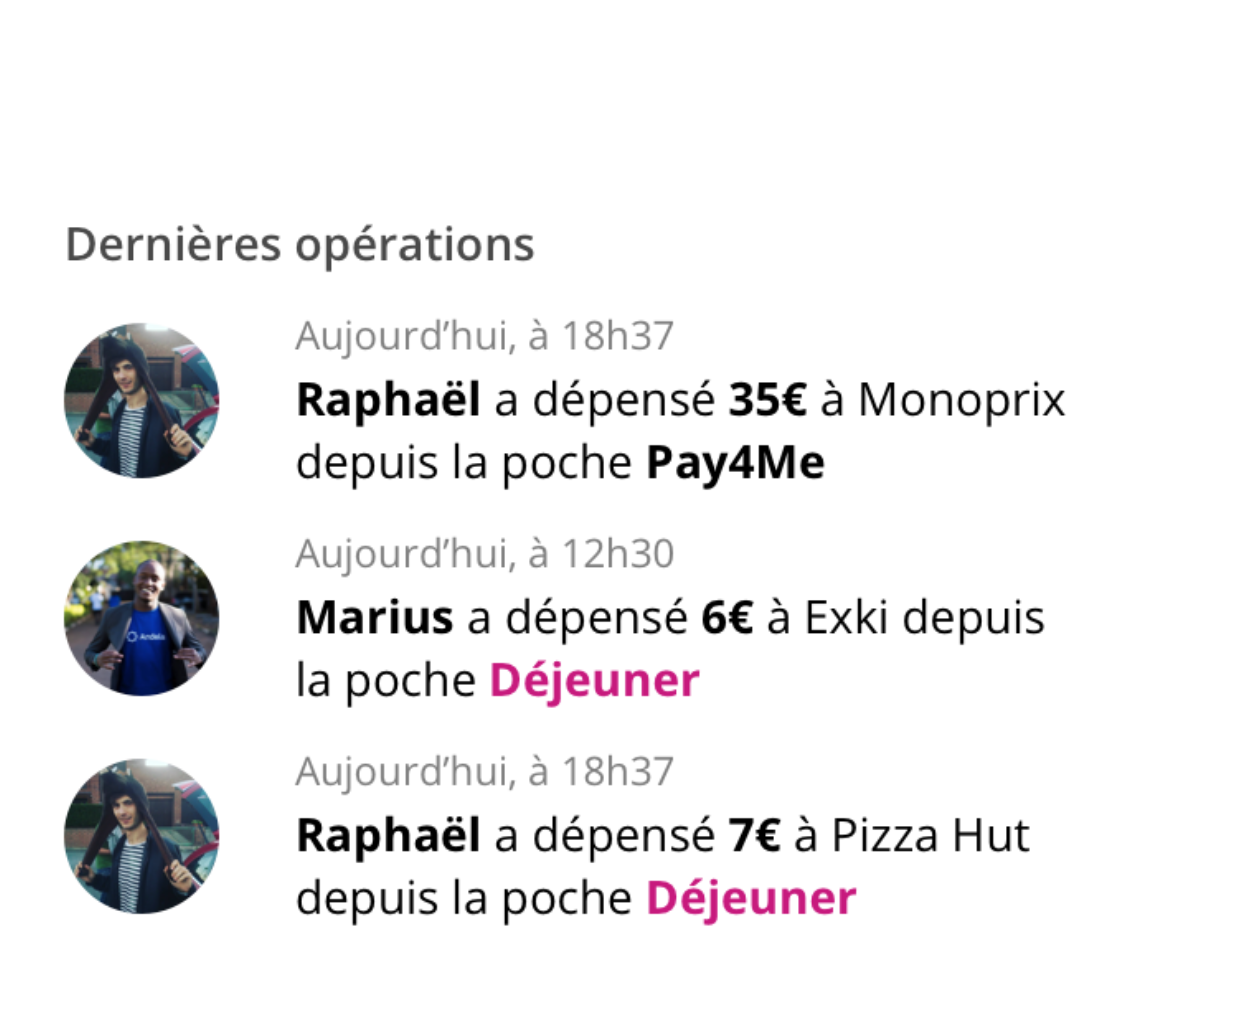 Dernières opérations
Aujourd’hui, à 18h37
Raphaël a dépensé 35€ à Monoprix
depuis la poche Pay4Me
Aujourd’hui, à 12h30
Marius a dépensé 6€ à Exki depuis
la poche Déjeuner
Andela
Aujourd’hui, à 18h37
Raphaël a dépensé 7€ à Pizza Hut
depuis la poche Déjeuner